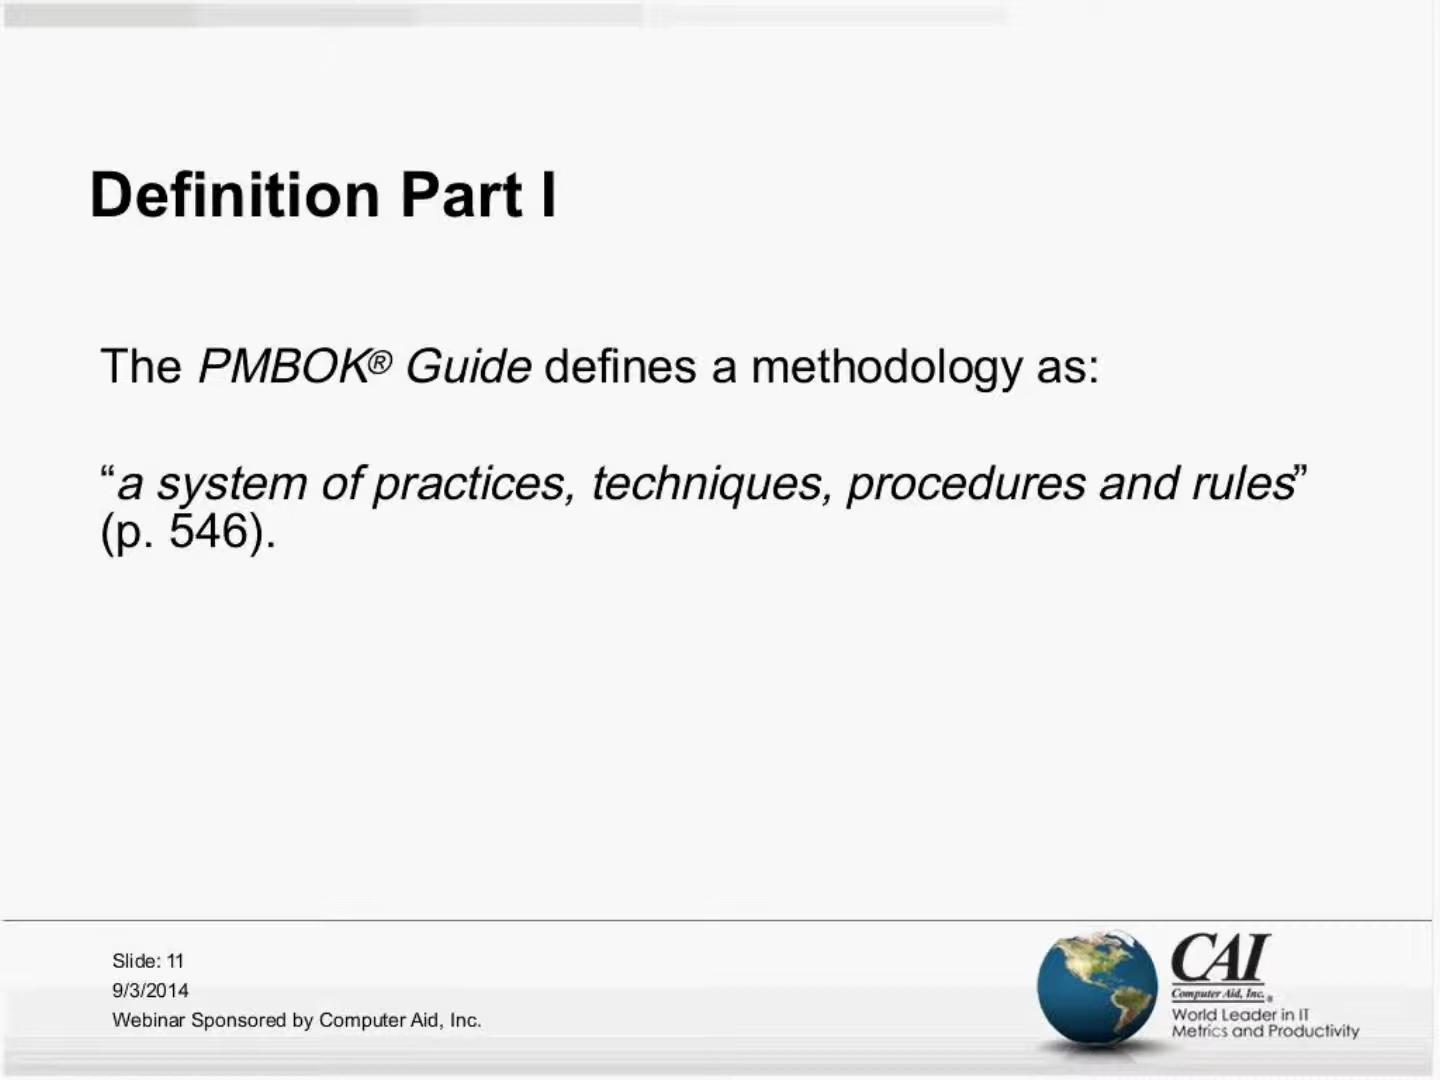 Definition Part I
The PMBOK® Guide defines a methodology as:
“a system of practices, techniques, procedures and rules”
(p. 546).
Slide: 11
9/3/2014
Webinar Sponsored by Computer Aid, Inc.
CAI
Computer Aid, Inc.®
World Leader in IT
Metrics and Productivity